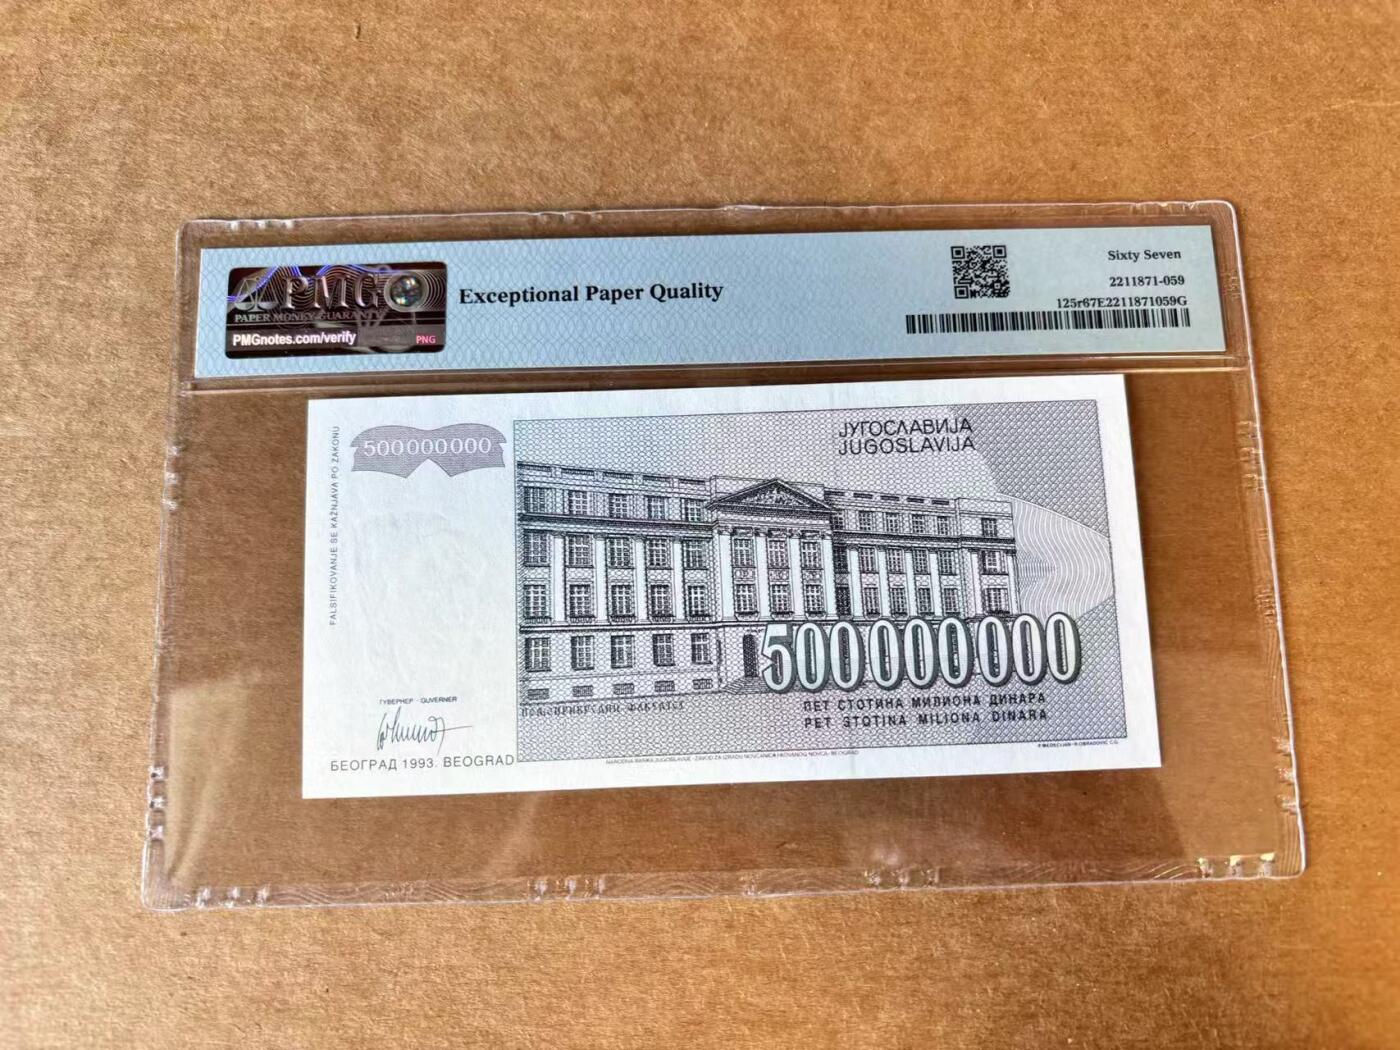 PMG
PAPER MONEY GUARANTY
PMGnotes.com/verify
PNG
Exceptional Paper Quality
Sixty Seven
2211871-059
125r67E2211871059G
500000000
FALSIFIKOVANJE SE KAŽNJAVA PO ZAKONU
ЈУГОСЛАВИЈА
JUGOSLAVIJA
500000000
ПЕТ СТОТИНА МИЛИОНА ДИНАРА
PET STOTINA MILIONA DINARA
ГУВЕРНЕР · GUVERNER
БЕОГРАД 1993. BEOGRAD